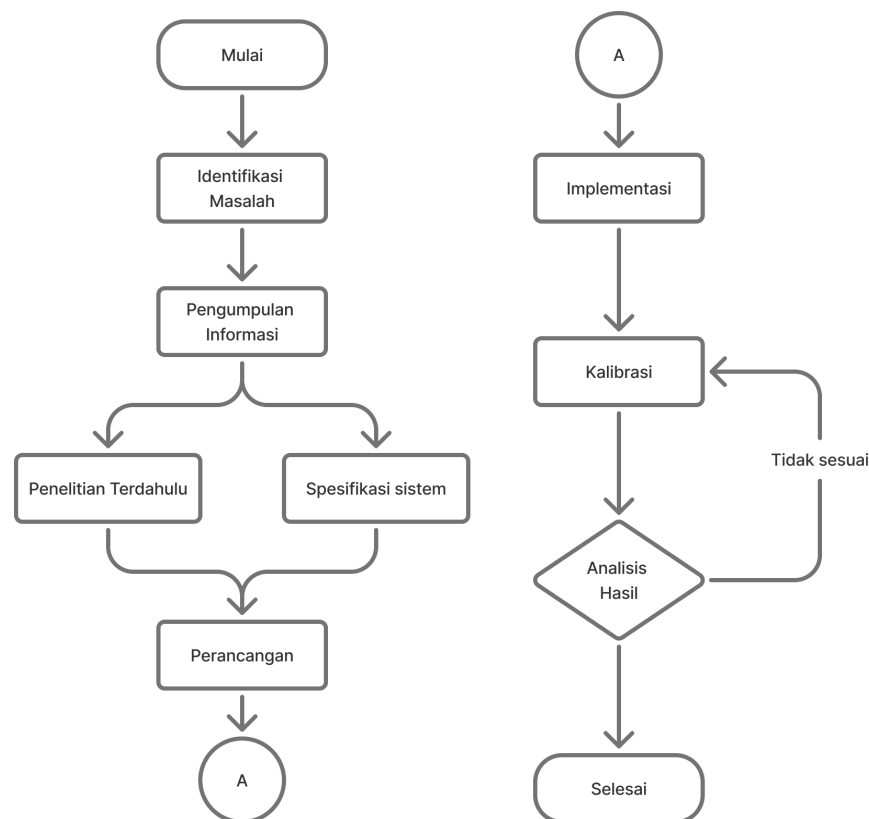 Mulai
Identifikasi
Masalah
Pengumpulan
Informasi
Penelitian Terdahulu
Spesifikasi sistem
Perancangan
A
A
Implementasi
Kalibrasi
Tidak sesuai
Analisis
Hasil
Selesai